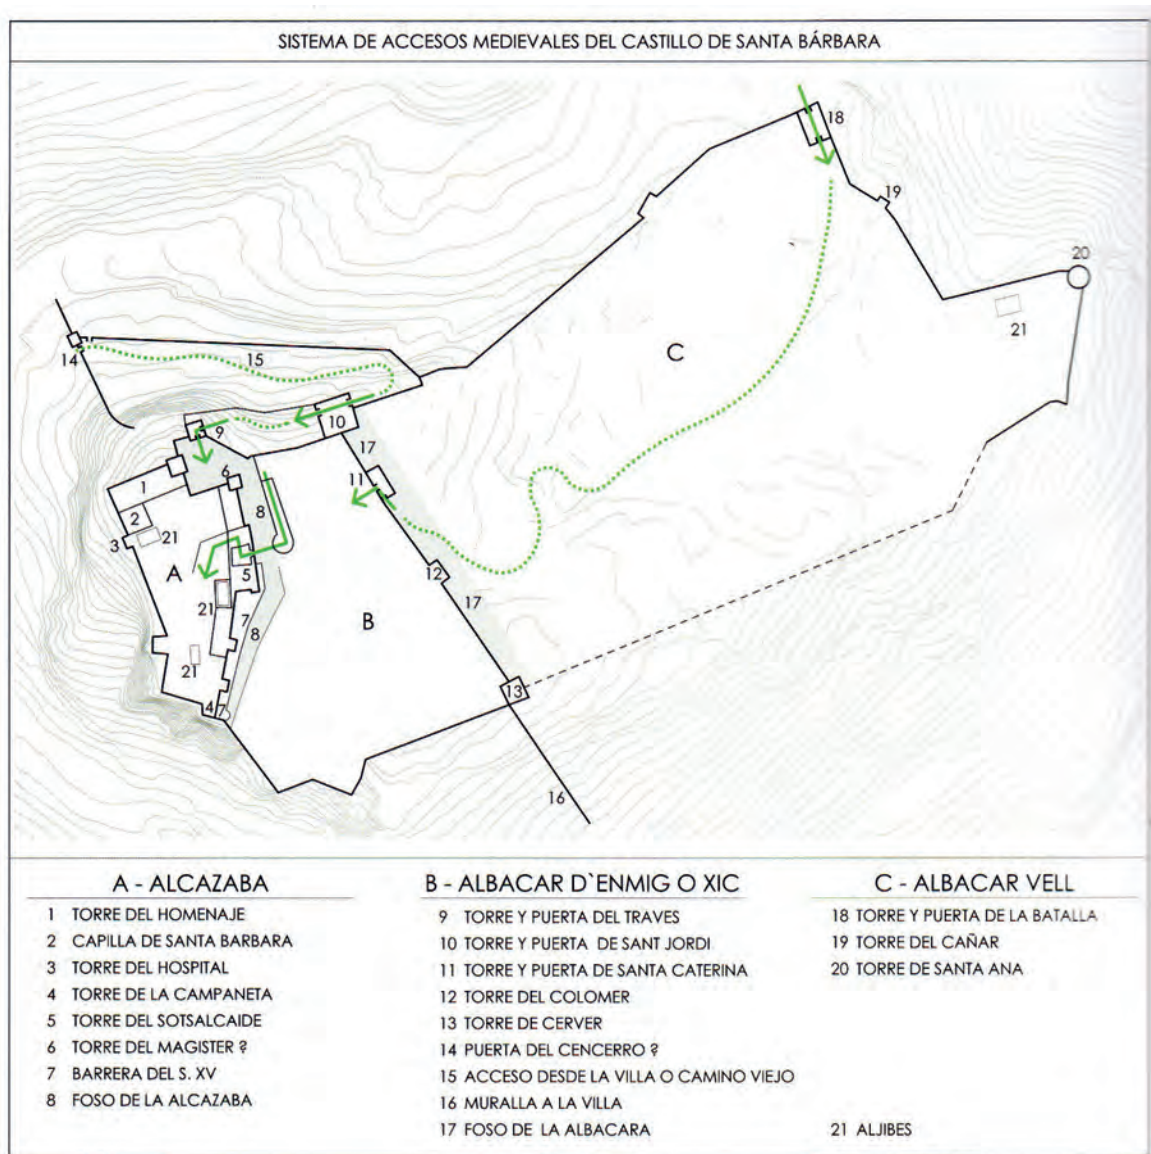 SISTEMA DE ACCESOS MEDIEVALES DEL CASTILLO DE SANTA BÁRBARA
18
19
20
21
C
14
15
9
10
17
6
11
1
8
2
21
3
A
5
12
21
7
17
B
8
21
13
4
7
16
A - ALCAZABA
1 TORRE DEL HOMENAJE
2 CAPILLA DE SANTA BARBARA
3 TORRE DEL HOSPITAL
4 TORRE DE LA CAMPANETA
5 TORRE DEL SOTSALCAIDE
6 TORRE DEL MAGISTER ?
7 BARRERA DEL S. XV
8 FOSO DE LA ALCAZABA
B - ALBACAR D`ENMIG O XIC
9 TORRE Y PUERTA DEL TRAVES
10 TORRE Y PUERTA DE SANT JORDI
11 TORRE Y PUERTA DE SANTA CATERINA
12 TORRE DEL COLOMER
13 TORRE DE CERVER
14 PUERTA DEL CENCERRO ?
15 ACCESO DESDE LA VILLA O CAMINO VIEJO
16 MURALLA A LA VILLA
17 FOSO DE LA ALBACARA
C - ALBACAR VELL
18 TORRE Y PUERTA DE LA BATALLA
19 TORRE DEL CAÑAR
20 TORRE DE SANTA ANA
21 ALJIBES